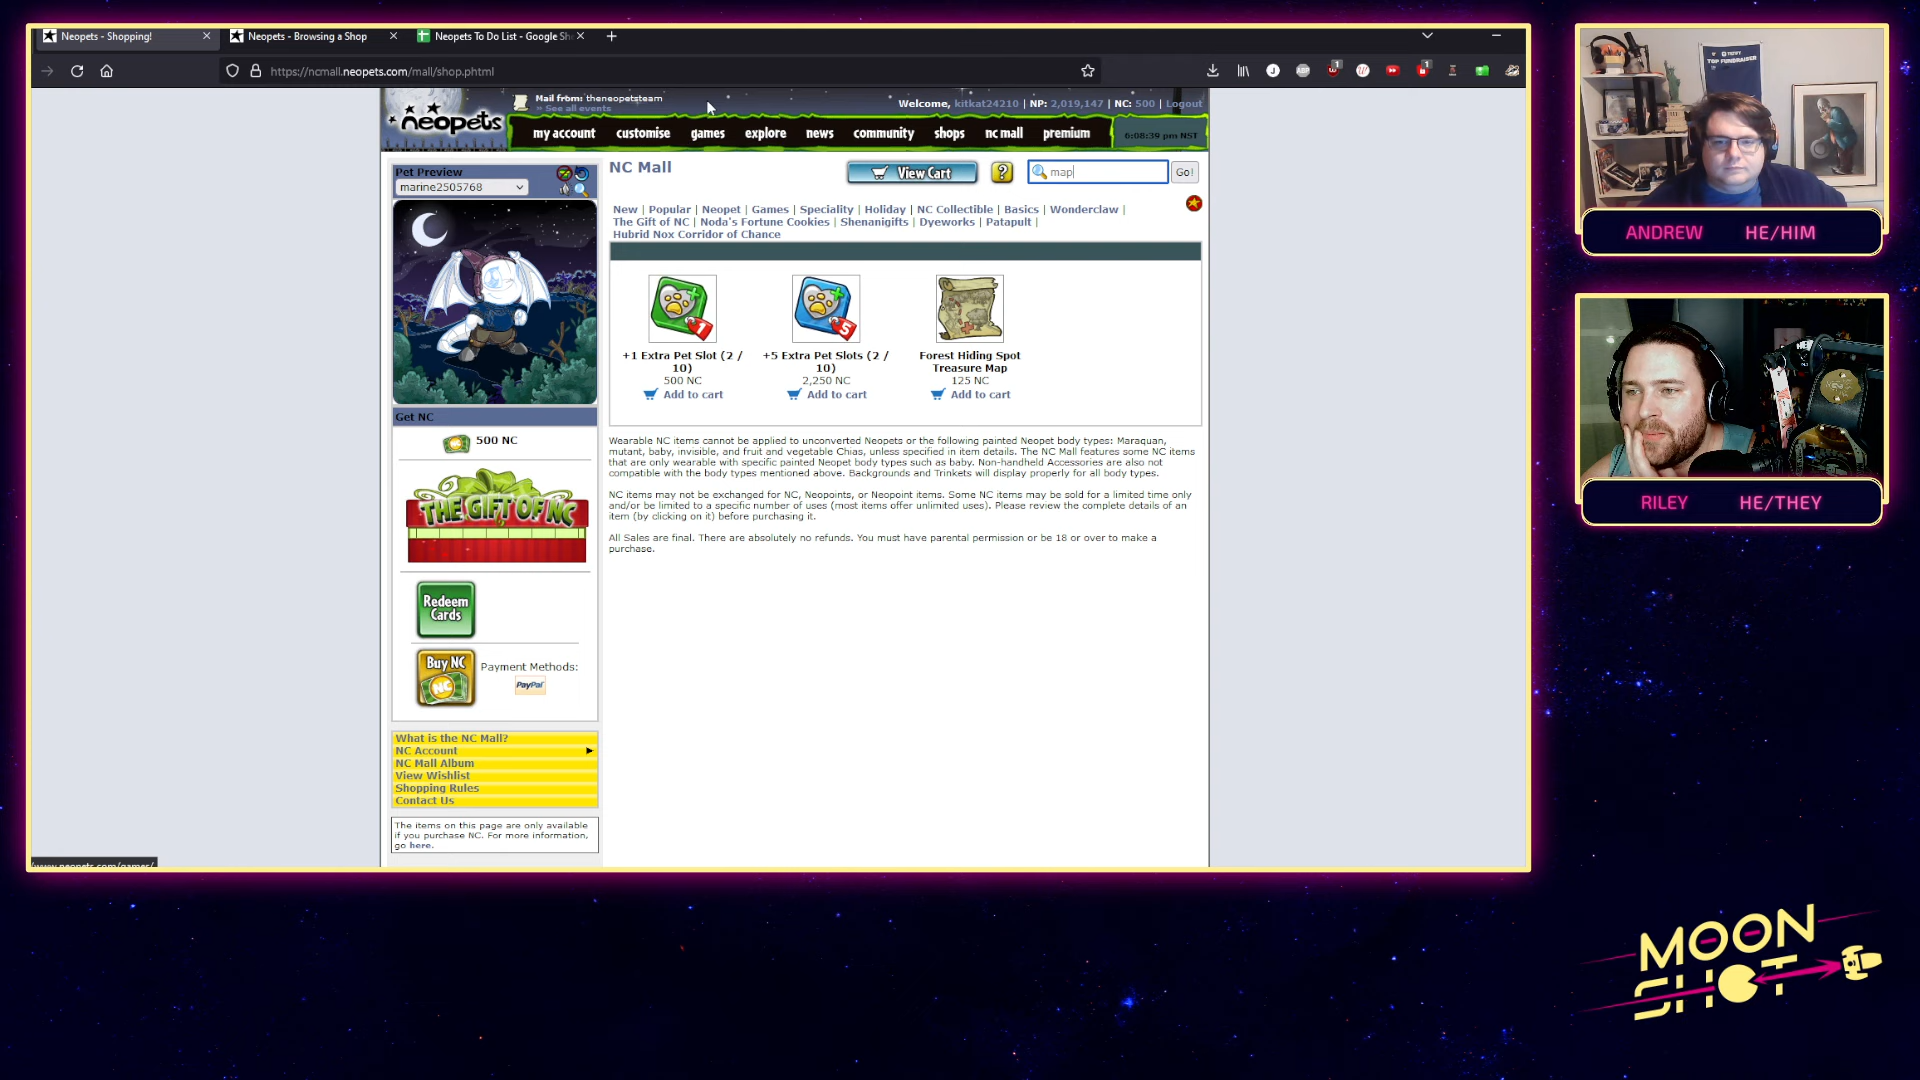 Neopets - Shopping!
Neopets - Browsing a Shop
Neopets To Do List - Google She
https://ncmall.neopets.com/mall/shop.phtml
neopets
Mail from: theneopetsteam
» See all events
Welcome, kitkat24210 | NP: 2,019,147 | NC: 500 | Logout
my account customise games explore news community shops nc mall premium
6:08:39 pm NST
Pet Preview
marine2505768
NC Mall
View Cart
?
map
Go!
New | Popular | Neopet | Games | Speciality | Holiday | NC Collectible | Basics | Wonderclaw |
The Gift of NC | Noda's Fortune Cookies | Shenanigifts | Dyeworks | Patapult |
Hubrid Nox Corridor of Chance
1
5
+1 Extra Pet Slot (2 /
10)
500 NC
Add to cart
+5 Extra Pet Slots (2 /
10)
2,250 NC
Add to cart
Forest Hiding Spot
Treasure Map
125 NC
Add to cart
Wearable NC items cannot be applied to unconverted Neopets or the following painted Neopet body types: Maraquan,
mutant, baby, invisible, and fruit and vegetable Chias, unless specified in item details. The NC Mall features some NC items
that are only wearable with specific painted Neopet body types such as baby. Non-handheld Accessories are also not
compatible with the body types mentioned above. Backgrounds and Trinkets will display properly for all body types.
NC items may not be exchanged for NC, Neopoints, or Neopoint items. Some NC items may be sold for a limited time only
and/or be limited to a specific number of uses (most items offer unlimited uses). Please review the complete details of an
item (by clicking on it) before purchasing it.
All Sales are final. There are absolutely no refunds. You must have parental permission or be 18 or over to make a
purchase.
Get NC
500 NC
THE GIFT OF NC
Redeem
Cards
Buy NC
NC
Payment Methods:
PayPal
What is the NC Mall?
NC Account
NC Mall Album
View Wishlist
Shopping Rules
Contact Us
The items on this page are only available
if you purchase NC. For more information,
go here.
/www.neopets.com/games/
TOP FUNDRAISER
ANDREW HE/HIM
RILEY HE/THEY
MOON
SHOT